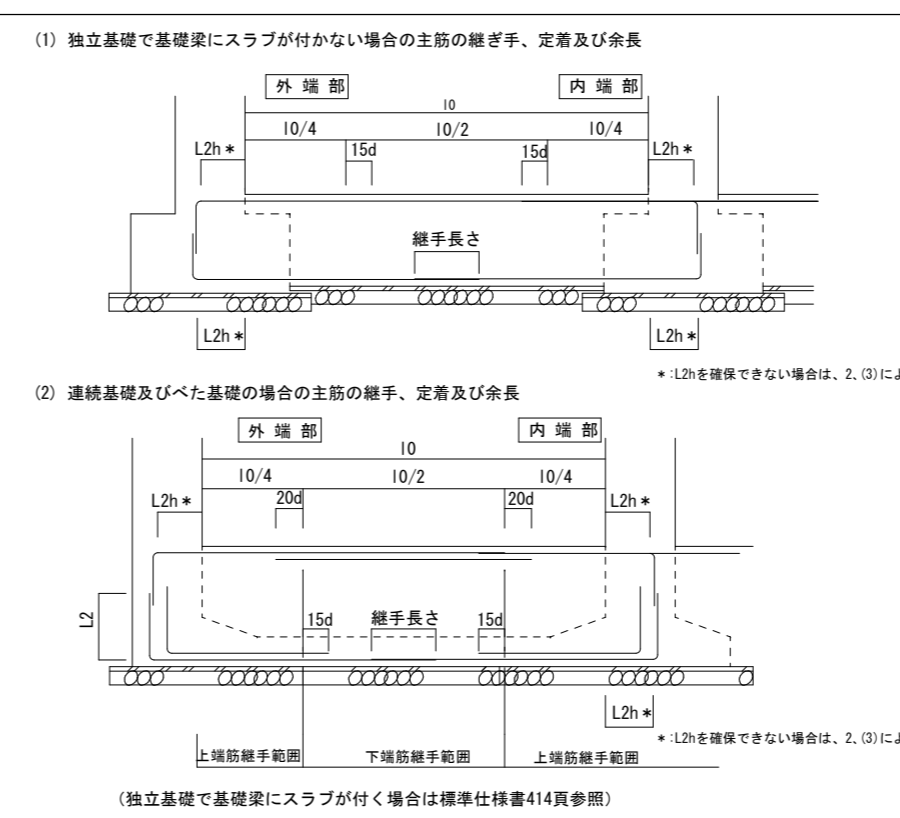 (1) 独立基礎で基礎梁にスラブが付かない場合の主筋の継ぎ手、定着及び余長
外 端 部
内 端 部
l0
l0/4
l0/2
l0/4
L2h*
15d
15d
L2h*
継手長さ
L2h*
L2h*
*:L2hを確保できない場合は、2、(3)によ
(2) 連続基礎及びべた基礎の場合の主筋の継手、定着及び余長
外 端 部
内 端 部
l0
l0/4
l0/2
l0/4
L2h*
20d
20d
L2h*
L2
15d
継手長さ
15d
L2h*
*:L2hを確保できない場合は、2、(3)によ
上端筋継手範囲
下端筋継手範囲
上端筋継手範囲
(独立基礎で基礎梁にスラブが付く場合は標準仕様書414頁参照)